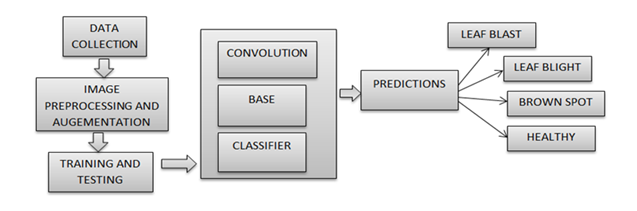 DATA
COLLECTION
IMAGE
PREPROCESSING AND
AUGEMENTATION
TRAINING AND
TESTING
CONVOLUTION
BASE
CLASSIFIER
PREDICTIONS
LEAF BLAST
LEAF BLIGHT
BROWN SPOT
HEALTHY